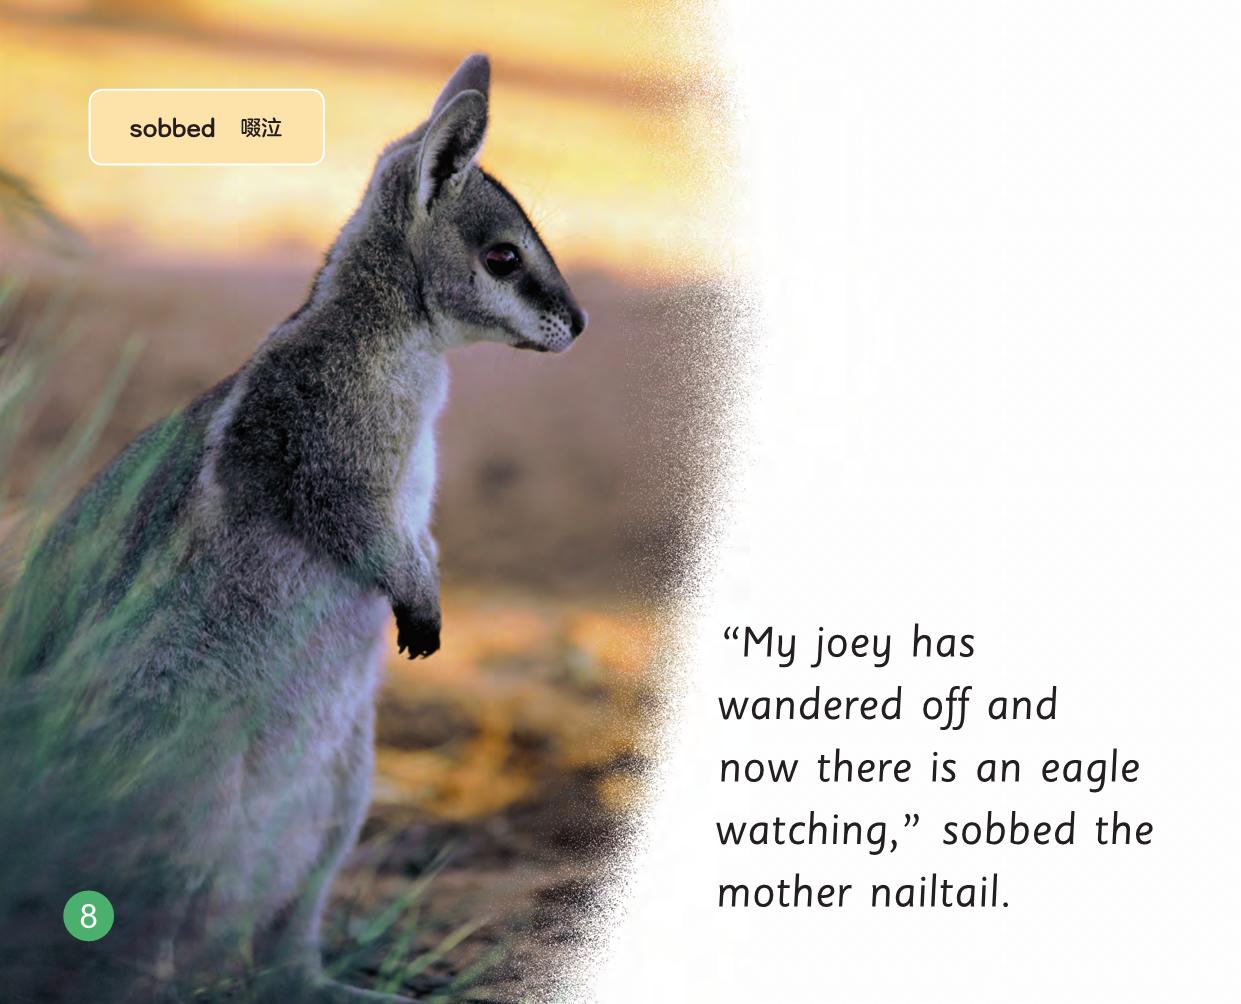 sobbed 啜泣
“My joey has
wandered off and
now there is an eagle
watching,” sobbed the
mother nailtail.
8